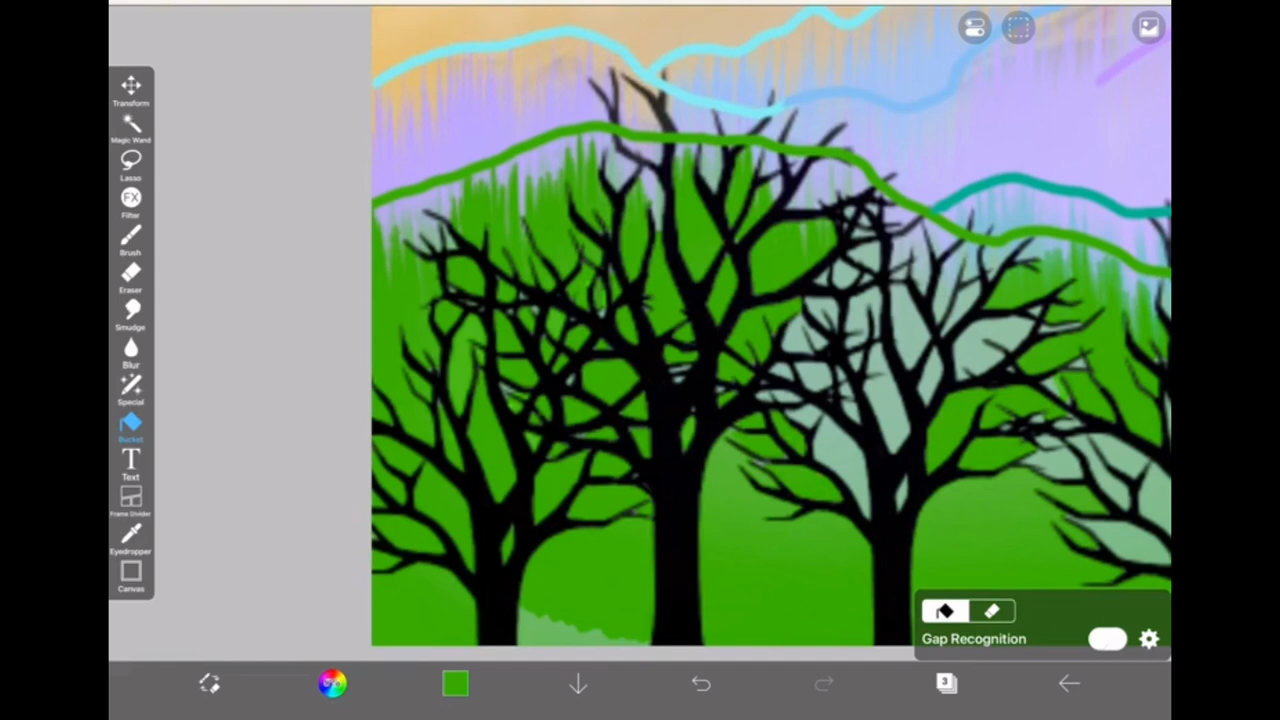 Transform
Magic Wand
Lasso
FX
Filter
Brush
Eraser
Smudge
Blur
Special
Bucket
T
Text
Frame Divider
Eyedropper
Canvas
Gap Recognition
3